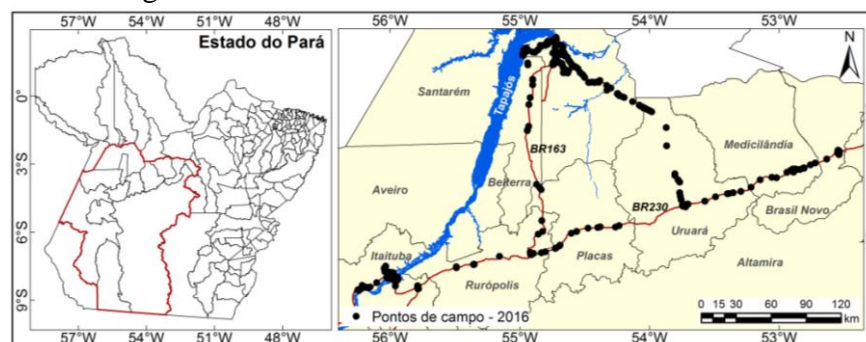 57°W 54°W 51°W 48°W
Estado do Pará
0°
3°S
6°S
9°S
57°W 54°W 51°W 48°W
56°W 55°W 54°W 53°W
N
Santarém
Tapajós
BR163
Medicilândia
Aveiro
Belterra
BR230
Brasil Novo
Uruará
Itaituba
Placas
Altamira
Rurópolis
0 15 30 60 90 120
km
Pontos de campo - 2016
56°W 55°W 54°W 53°W